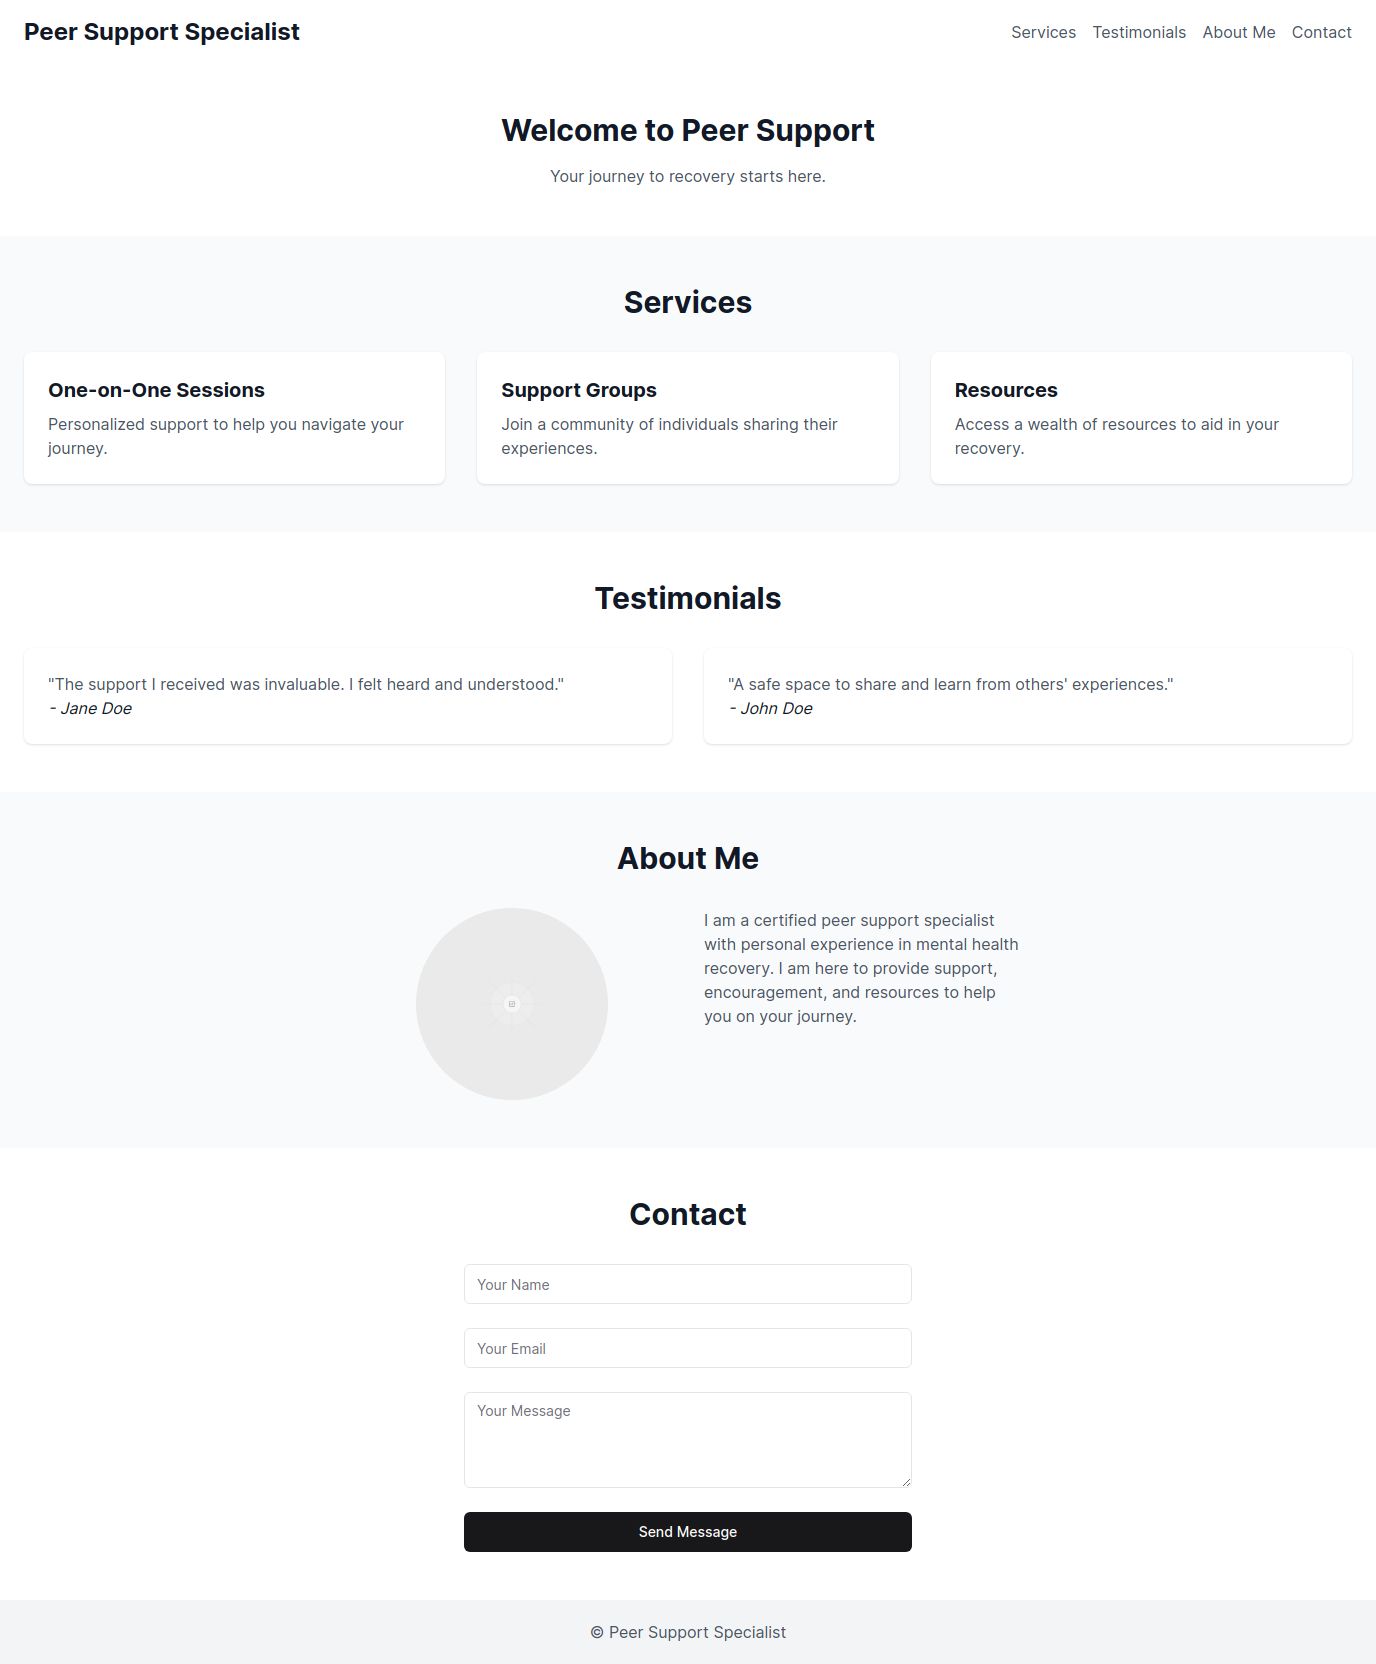 Peer Support Specialist
Services Testimonials About Me Contact
Welcome to Peer Support
Your journey to recovery starts here.
Services
One-on-One Sessions
Personalized support to help you navigate your
journey.
Support Groups
Join a community of individuals sharing their
experiences.
Resources
Access a wealth of resources to aid in your
recovery.
Testimonials
"The support I received was invaluable. I felt heard and understood."
- Jane Doe
"A safe space to share and learn from others' experiences."
- John Doe
About Me
I am a certified peer support specialist
with personal experience in mental health
recovery. I am here to provide support,
encouragement, and resources to help
you on your journey.
Contact
Your Name
Your Email
Your Message
Send Message
© Peer Support Specialist